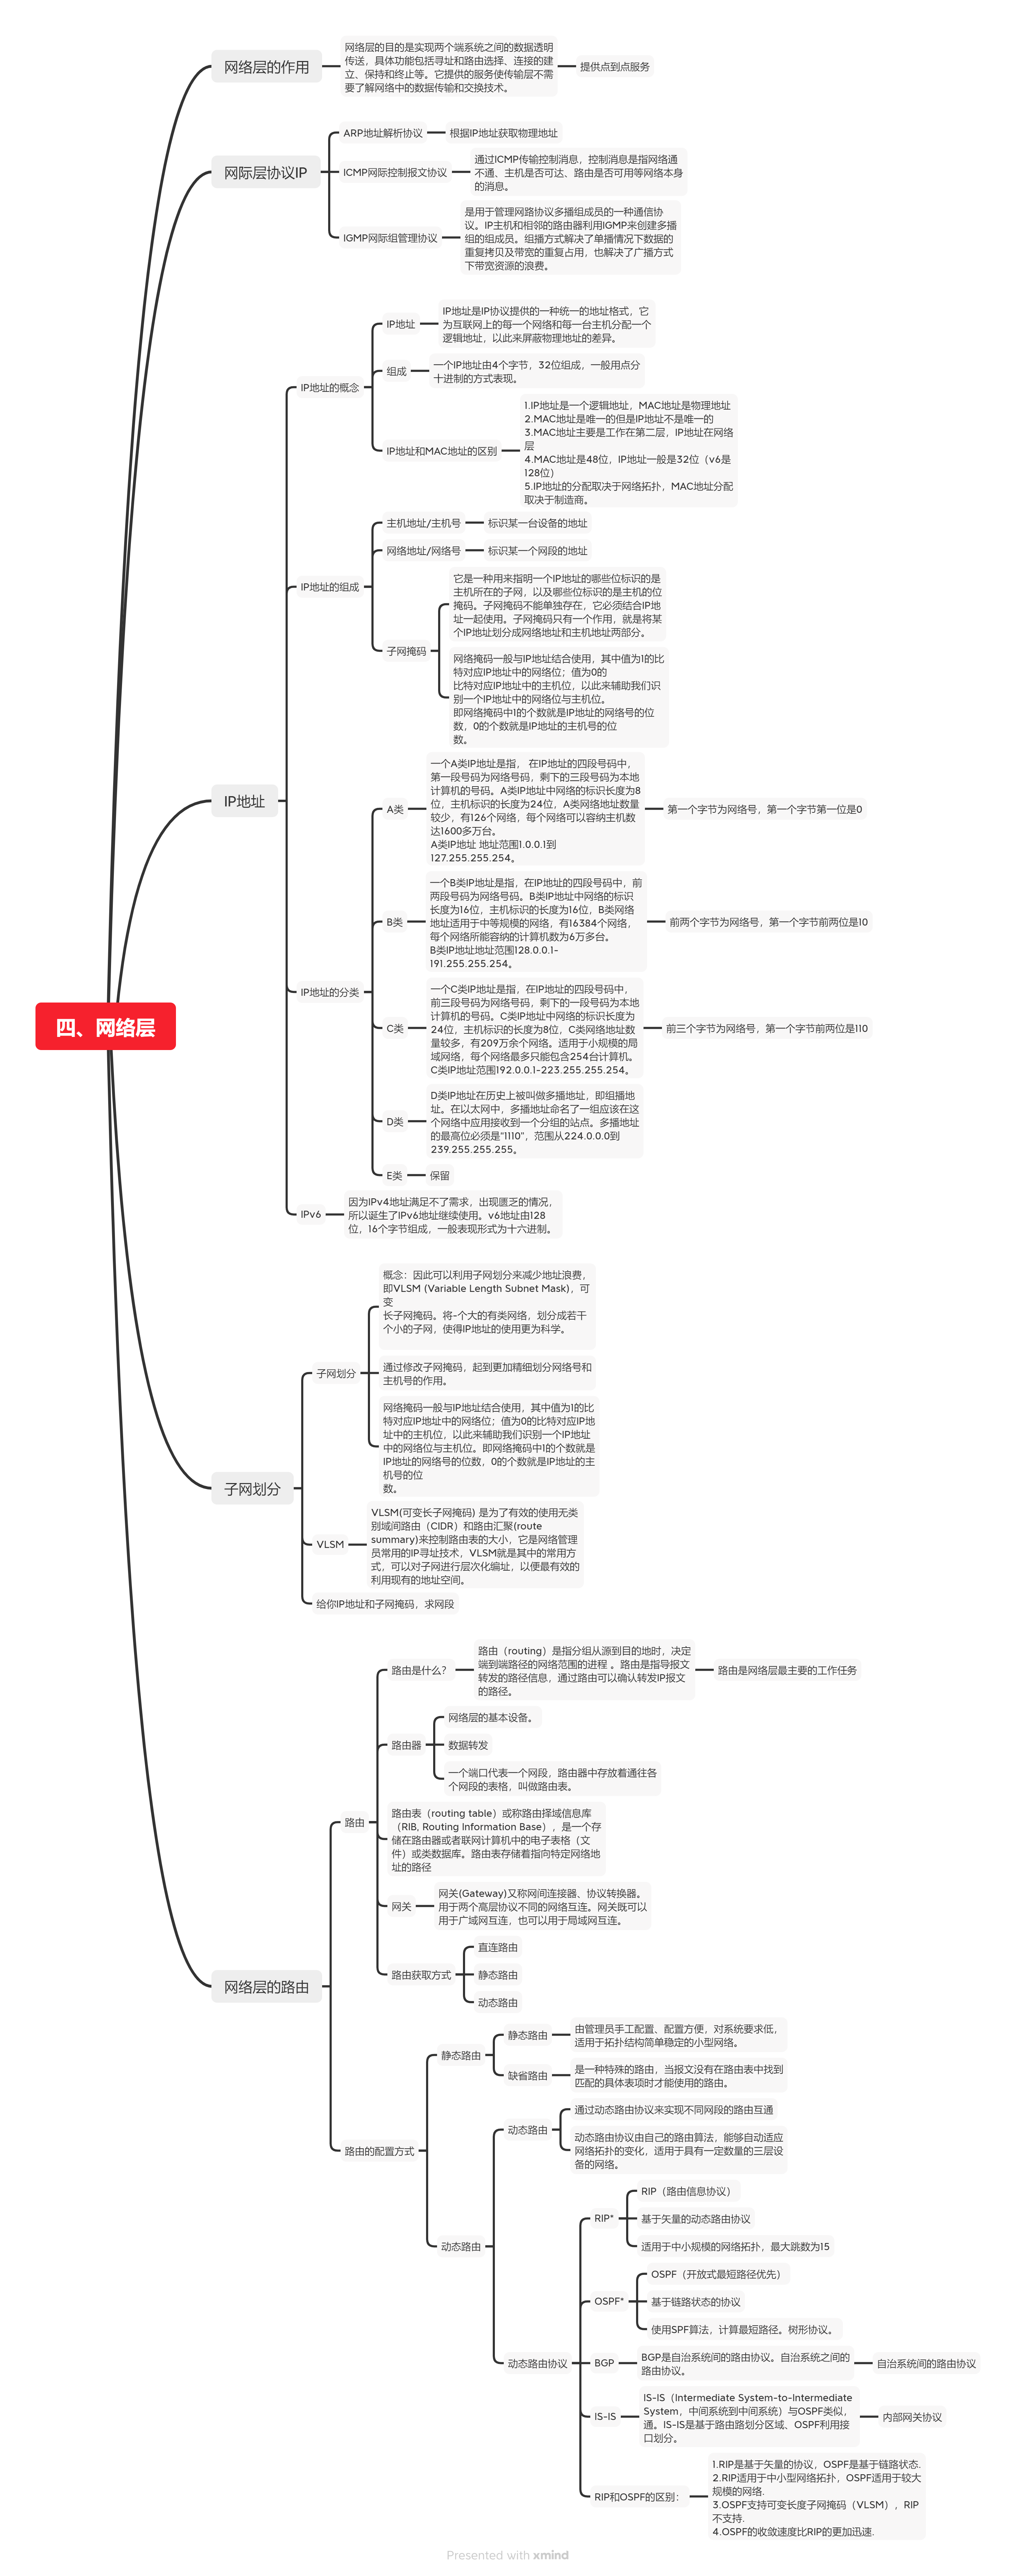 四、网络层
网络层的作用
网络层的目的是实现两个端系统之间的数据透明
传送，具体功能包括寻址和路由选择、连接的建
立、保持和终止等。它提供的服务使传输层不需
要了解网络中的数据传输和交换技术。
提供点到点服务
网际层协议IP
ARP地址解析协议
根据IP地址获取物理地址
ICMP网际控制报文协议
通过ICMP传输控制消息，控制消息是指网络通
不通、主机是否可达、路由是否可用等网络本身
的消息。
IGMP网际组管理协议
是用于管理网路协议多播组成员的一种通信协
议。IP主机和相邻的路由器利用IGMP来创建多播
组的组成员。组播方式解决了单播情况下数据的
重复拷贝及带宽的重复占用，也解决了广播方式
下带宽资源的浪费。
IP地址
IP地址的概念
IP地址
IP地址是IP协议提供的一种统一的地址格式，它
为互联网上的每一个网络和每一台主机分配一个
逻辑地址，以此来屏蔽物理地址的差异。
组成
一个IP地址由4个字节，32位组成，一般用点分
十进制的方式表现。
IP地址和MAC地址的区别
1.IP地址是一个逻辑地址，MAC地址是物理地址
2.MAC地址是唯一的但是IP地址不是唯一的
3.MAC地址主要是工作在第二层，IP地址在网络
层
4.MAC地址是48位，IP地址一般是32位（v6是
128位）
5.IP地址的分配取决于网络拓扑，MAC地址分配
取决于制造商。
IP地址的组成
主机地址/主机号
标识某一台设备的地址
网络地址/网络号
标识某一个网段的地址
子网掩码
它是一种用来指明一个IP地址的哪些位标识的是
主机所在的子网，以及哪些位标识的是主机的位
掩码。子网掩码不能单独存在，它必须结合IP地
址一起使用。子网掩码只有一个作用，就是将某
个IP地址划分成网络地址和主机地址两部分。
网络掩码一般与IP地址结合使用，其中值为1的比
特对应IP地址中的网络位；值为0的
比特对应IP地址中的主机位，以此来辅助我们识
别一个IP地址中的网络位与主机位。
即网络掩码中1的个数就是IP地址的网络号的位
数，0的个数就是IP地址的主机号的位
数。
IP地址的分类
A类
一个A类IP地址是指， 在IP地址的四段号码中，
第一段号码为网络号码，剩下的三段号码为本地
计算机的号码。A类IP地址中网络的标识长度为8
位，主机标识的长度为24位，A类网络地址数量
较少，有126个网络，每个网络可以容纳主机数
达1600多万台。
A类IP地址 地址范围1.0.0.1到
127.255.255.254。
第一个字节为网络号，第一个字节第一位是0
B类
一个B类IP地址是指，在IP地址的四段号码中，前
两段号码为网络号码。B类IP地址中网络的标识
长度为16位，主机标识的长度为16位，B类网络
地址适用于中等规模的网络，有16384个网络，
每个网络所能容纳的计算机数为6万多台。
B类IP地址地址范围128.0.0.1-
191.255.255.254。
前两个字节为网络号，第一个字节前两位是10
C类
一个C类IP地址是指，在IP地址的四段号码中，
前三段号码为网络号码，剩下的一段号码为本地
计算机的号码。C类IP地址中网络的标识长度为
24位，主机标识的长度为8位，C类网络地址数
量较多，有209万余个网络。适用于小规模的局
域网络，每个网络最多只能包含254台计算机。
C类IP地址范围192.0.0.1-223.255.255.254。
前三个字节为网络号，第一个字节前两位是110
D类
D类IP地址在历史上被叫做多播地址，即组播地
址。在以太网中，多播地址命名了一组应该在这
个网络中应用接收到一个分组的站点。多播地址
的最高位必须是"1110"，范围从224.0.0.0到
239.255.255.255。
E类
保留
IPv6
因为IPv4地址满足不了需求，出现匮乏的情况，
所以诞生了IPv6地址继续使用。v6地址由128
位，16个字节组成，一般表现形式为十六进制。
子网划分
子网划分
概念：因此可以利用子网划分来减少地址浪费，
即VLSM (Variable Length Subnet Mask)，可
变
长子网掩码。将-个大的有类网络，划分成若干
个小的子网，使得IP地址的使用更为科学。
通过修改子网掩码，起到更加精细划分网络号和
主机号的作用。
网络掩码一般与IP地址结合使用，其中值为1的比
特对应IP地址中的网络位；值为0的比特对应IP地
址中的主机位，以此来辅助我们识别一个IP地址
中的网络位与主机位。即网络掩码中1的个数就是
IP地址的网络号的位数，0的个数就是IP地址的主
机号的位
数。
VLSM
VLSM(可变长子网掩码) 是为了有效的使用无类
别域间路由（CIDR）和路由汇聚(route
summary)来控制路由表的大小，它是网络管理
员常用的IP寻址技术，VLSM就是其中的常用方
式，可以对子网进行层次化编址，以便最有效的
利用现有的地址空间。
给你IP地址和子网掩码，求网段
网络层的路由
路由
路由是什么？
路由（routing）是指分组从源到目的地时，决定
端到端路径的网络范围的进程 。路由是指导报文
转发的路径信息，通过路由可以确认转发IP报文
的路径。
路由是网络层最主要的工作任务
路由器
网络层的基本设备。
数据转发
一个端口代表一个网段，路由器中存放着通往各
个网段的表格，叫做路由表。
路由表（routing table）或称路由择域信息库
（RIB, Routing Information Base），是一个存
储在路由器或者联网计算机中的电子表格（文
件）或类数据库。路由表存储着指向特定网络地
址的路径
网关
网关(Gateway)又称网间连接器、协议转换器。
用于两个高层协议不同的网络互连。网关既可以
用于广域网互连，也可以用于局域网互连。
路由获取方式
直连路由
静态路由
动态路由
路由的配置方式
静态路由
静态路由
由管理员手工配置、配置方便，对系统要求低，
适用于拓扑结构简单稳定的小型网络。
缺省路由
是一种特殊的路由，当报文没有在路由表中找到
匹配的具体表项时才能使用的路由。
动态路由
动态路由
通过动态路由协议来实现不同网段的路由互通
动态路由协议由自己的路由算法，能够自动适应
网络拓扑的变化，适用于具有一定数量的三层设
备的网络。
动态路由协议
RIP*
RIP（路由信息协议）
基于矢量的动态路由协议
适用于中小规模的网络拓扑，最大跳数为15
OSPF*
OSPF（开放式最短路径优先）
基于链路状态的协议
使用SPF算法，计算最短路径。树形协议。
BGP
BGP是自治系统间的路由协议。自治系统之间的
路由协议。
自治系统间的路由协议
IS-IS
IS-IS（Intermediate System-to-Intermediate
System，中间系统到中间系统）与OSPF类似，
通。IS-IS是基于路由路划分区域、OSPF利用接
口划分。
内部网关协议
RIP和OSPF的区别：
1.RIP是基于矢量的协议，OSPF是基于链路状态.
2.RIP适用于中小型网络拓扑，OSPF适用于较大
规模的网络.
3.OSPF支持可变长度子网掩码（VLSM），RIP
不支持.
4.OSPF的收敛速度比RIP的更加迅速.
Presented with xmind